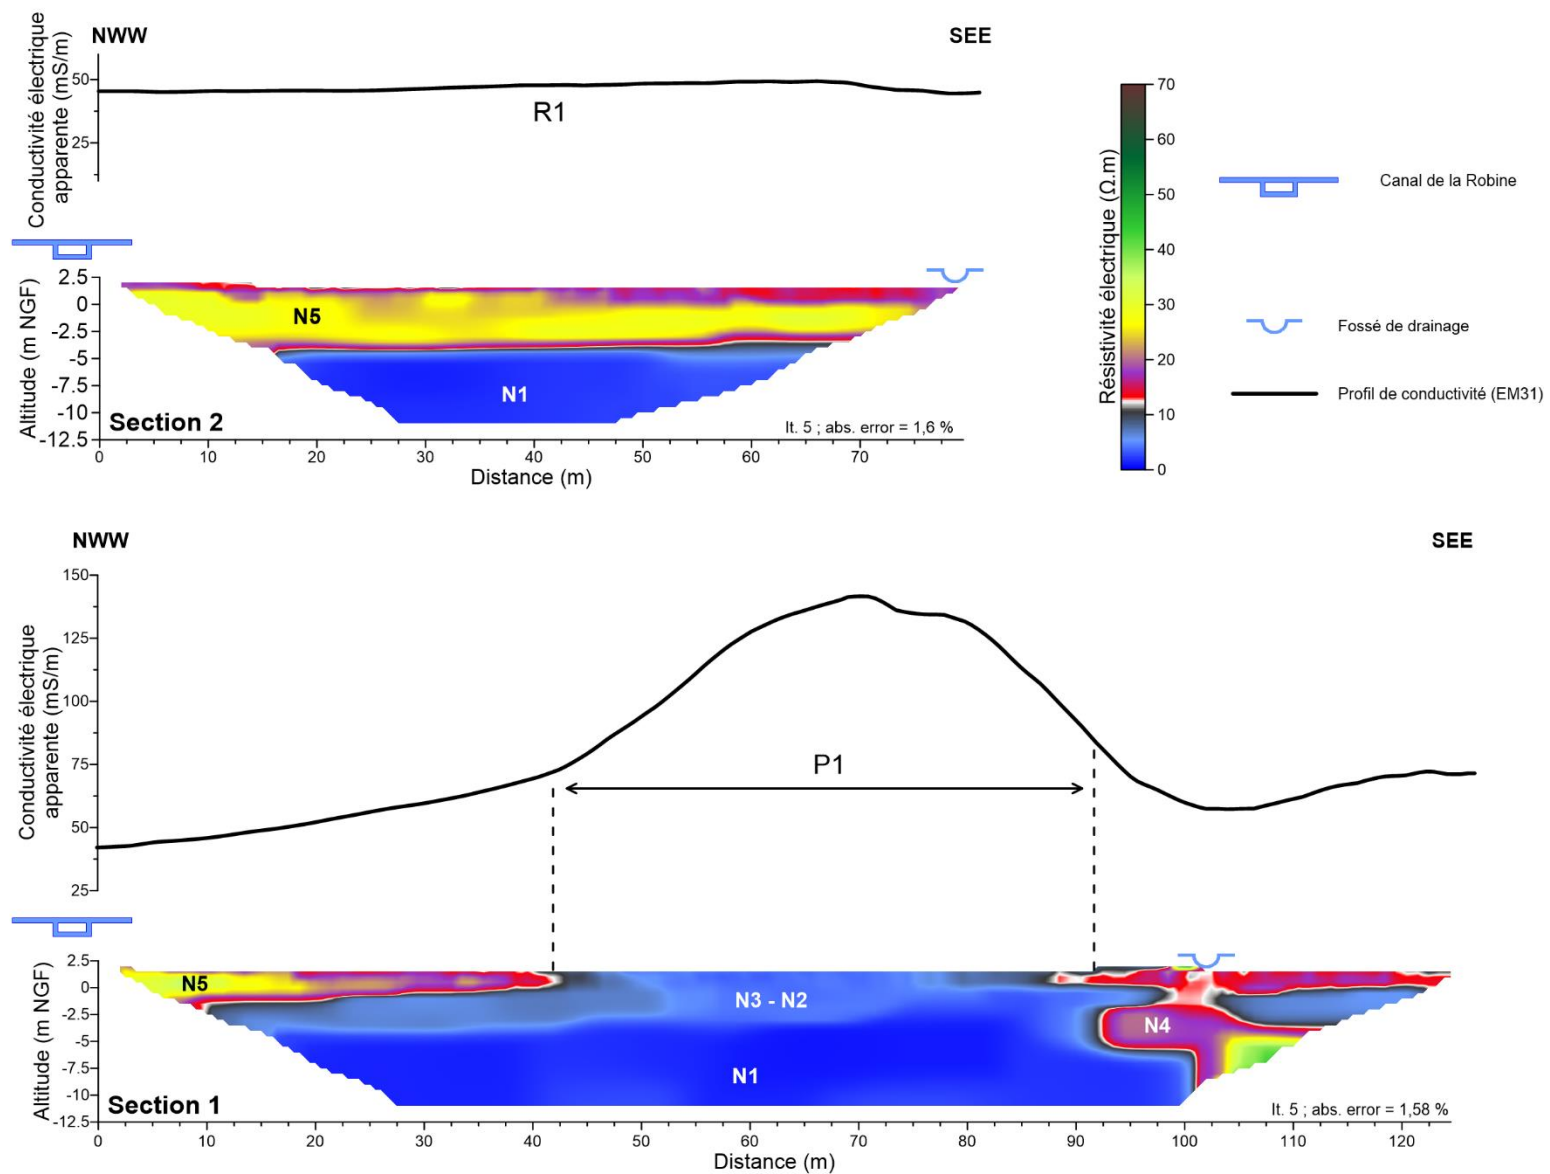 NWW
SEE
Conductivité électrique
apparente (mS/m)
50
25
R1
70
60
50
40
30
20
10
0
Résistivité électrique (Ω.m)
Canal de la Robine
Fossé de drainage
Profil de conductivité (EM31)
Altitude (m NGF)
2.5
0
-2.5
-5
-7.5
-10
-12.5
N5
N1
Section 2
It. 5 ; abs. error = 1,6 %
0 10 20 30 40 50 60 70
Distance (m)
NWW
SEE
Conductivité électrique
apparente (mS/m)
150
125
100
75
50
25
P1
Altitude (m NGF)
2.5
0
-2.5
-5
-7.5
-10
-12.5
N5
N3 - N2
N4
N1
Section 1
It. 5 ; abs. error = 1,58 %
0 10 20 30 40 50 60 70 80 90 100 110 120
Distance (m)